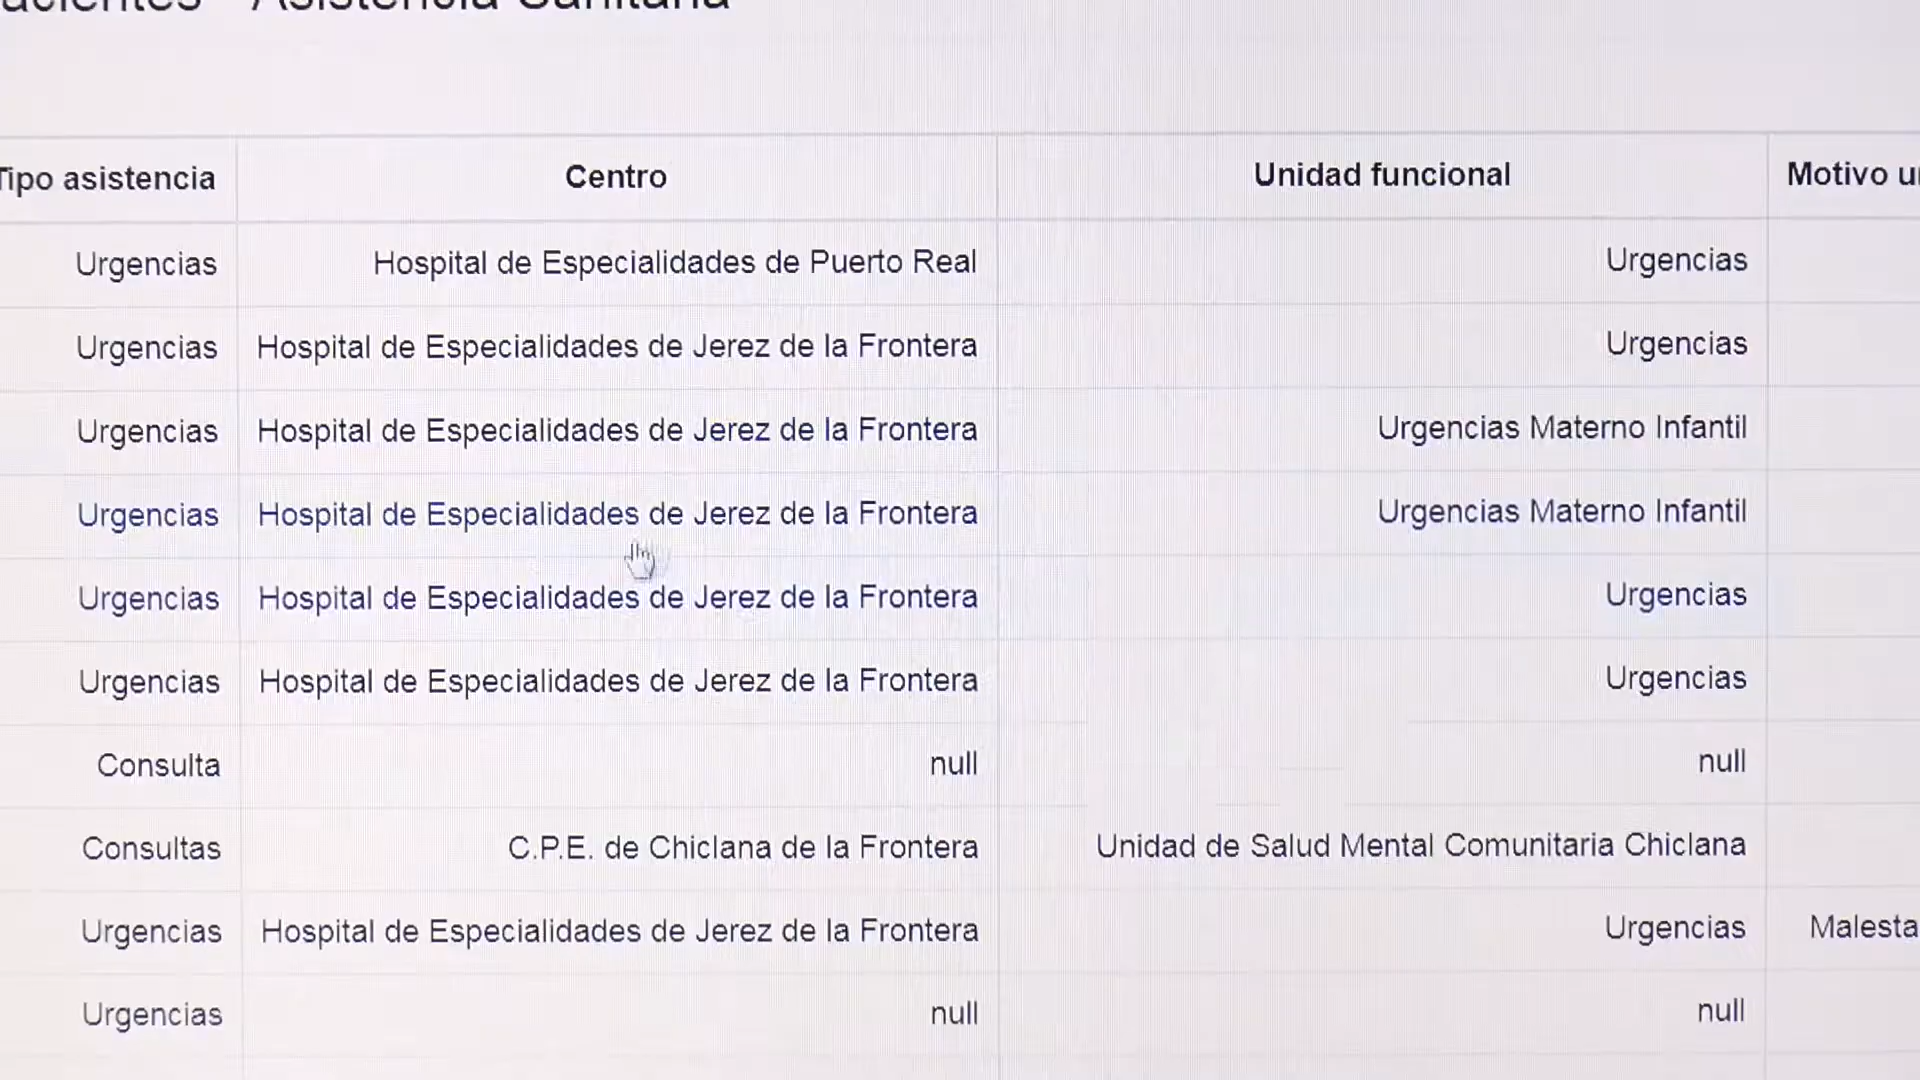 Asistencia Sanitaria
Tipo asistencia Centro Unidad funcional Motivo
Urgencias Hospital de Especialidades de Puerto Real Urgencias
Urgencias Hospital de Especialidades de Jerez de la Frontera Urgencias
Urgencias Hospital de Especialidades de Jerez de la Frontera Urgencias Materno Infantil
Urgencias Hospital de Especialidades de Jerez de la Frontera Urgencias Materno Infantil
Urgencias Hospital de Especialidades de Jerez de la Frontera Urgencias
Urgencias Hospital de Especialidades de Jerez de la Frontera Urgencias
Consulta null null
Consultas C.P.E. de Chiclana de la Frontera Unidad de Salud Mental Comunitaria Chiclana
Urgencias Hospital de Especialidades de Jerez de la Frontera Urgencias Malesta
Urgencias null null